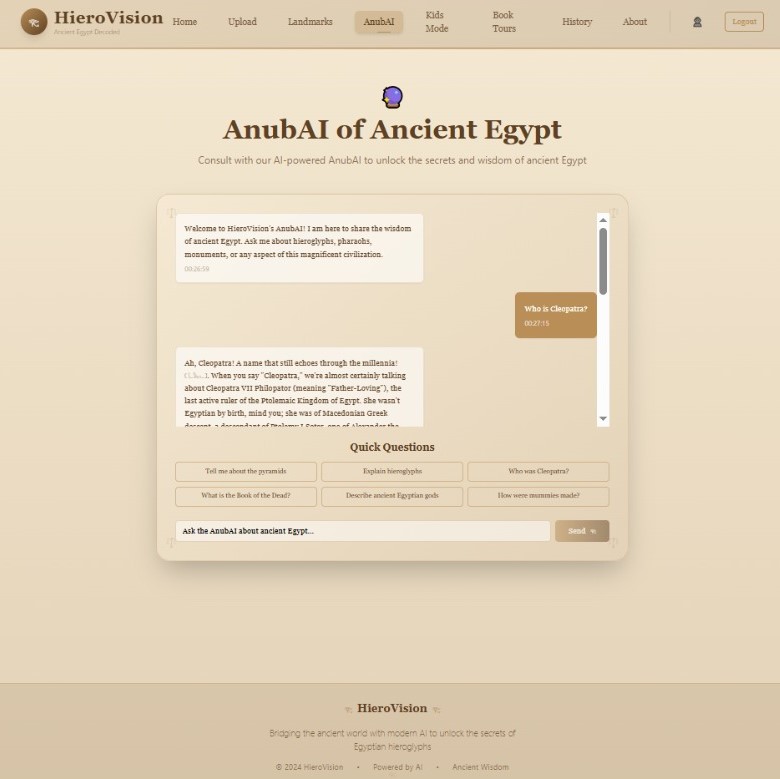 HieroVision
Ancient Egypt Decoded
Home
Upload
Landmarks
AnubAI
Kids
Mode
Book
Tours
History
About
Logout
AnubAI of Ancient Egypt
Consult with our AI-powered AnubAI to unlock the secrets and wisdom of ancient Egypt
Welcome to HieroVision's AnubAI! I am here to share the wisdom
of ancient Egypt. Ask me about hieroglyphs, pharaohs,
monuments, or any aspect of this magnificent civilization.
00:26:59
Who is Cleopatra?
00:27:15
Ah, Cleopatra! A name that still echoes through the millennia!
When you say "Cleopatra," we're almost certainly talking
about Cleopatra VII Philopator (meaning "Father-Loving"), the
last active ruler of the Ptolemaic Kingdom of Egypt. She wasn't
Egyptian by birth, mind you; she was of Macedonian Greek
descent, a descendant of Ptolemy I Soter, one of Alexander the
Quick Questions
Tell me about the pyramids
Explain hieroglyphs
Who was Cleopatra?
What is the Book of the Dead?
Describe ancient Egyptian gods
How were mummies made?
Ask the AnubAI about ancient Egypt...
Send
HieroVision
Bridging the ancient world with modern AI to unlock the secrets of
Egyptian hieroglyphs
© 2024 HieroVision • Powered by AI • Ancient Wisdom